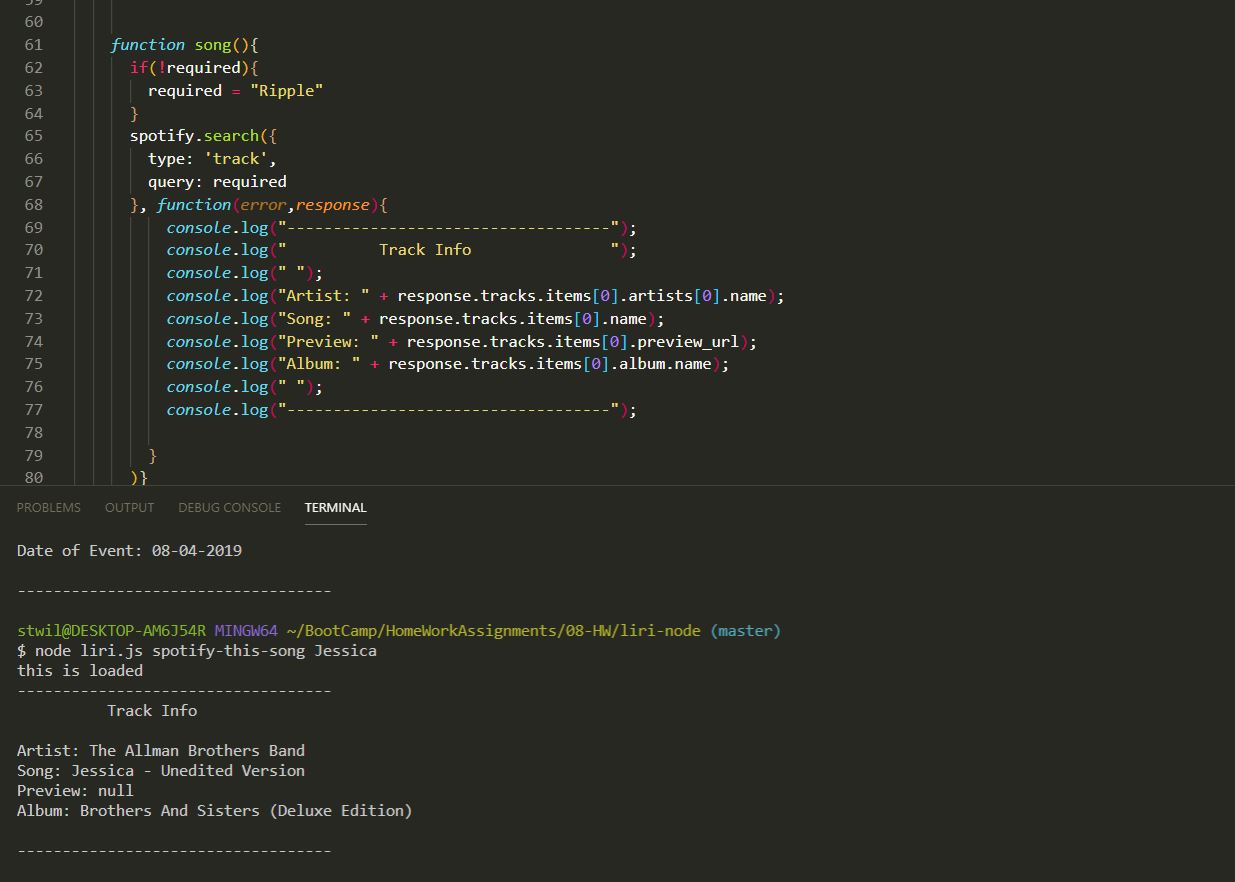 59
60
61 function song(){
62 if(!required){
63 required = "Ripple"
64 }
65 spotify.search({
66 type: 'track',
67 query: required
68 }, function(error,response){
69 console.log("-----------------------------------");
70 console.log("          Track Info               ");
71 console.log(" ");
72 console.log("Artist: " + response.tracks.items[0].artists[0].name);
73 console.log("Song: " + response.tracks.items[0].name);
74 console.log("Preview: " + response.tracks.items[0].preview_url);
75 console.log("Album: " + response.tracks.items[0].album.name);
76 console.log(" ");
77 console.log("-----------------------------------");
78
79 }
80 )}
PROBLEMS OUTPUT DEBUG CONSOLE TERMINAL
Date of Event: 08-04-2019
-----------------------------------
stwil@DESKTOP-AM6J54R MINGW64 ~/BootCamp/HomeWorkAssignments/08-HW/liri-node (master)
$ node liri.js spotify-this-song Jessica
this is loaded
-----------------------------------
Track Info
Artist: The Allman Brothers Band
Song: Jessica - Unedited Version
Preview: null
Album: Brothers And Sisters (Deluxe Edition)
-----------------------------------